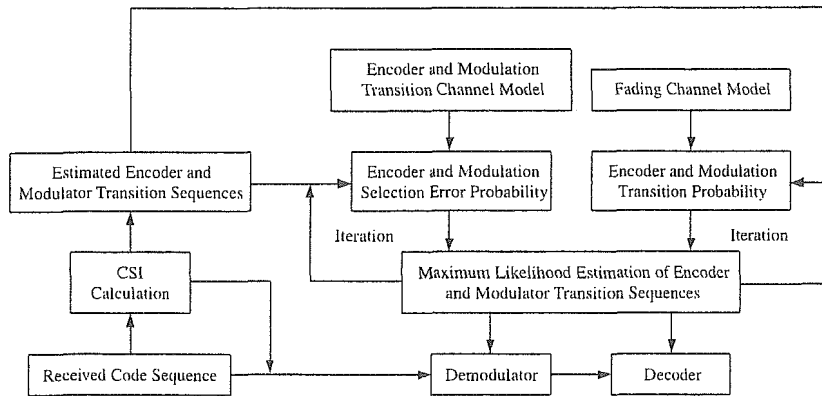 Encoder and Modulation
Transition Channel Model
Fading Channel Model
Estimated Encoder and
Modulator Transition Sequences
Encoder and Modulation
Selection Error Probability
Encoder and Modulation
Transition Probability
Iteration
Iteration
CSI
Calculation
Maximum Likelihood Estimation of Encoder
and Modulator Transition Sequences
Received Code Sequence
Demodulator
Decoder